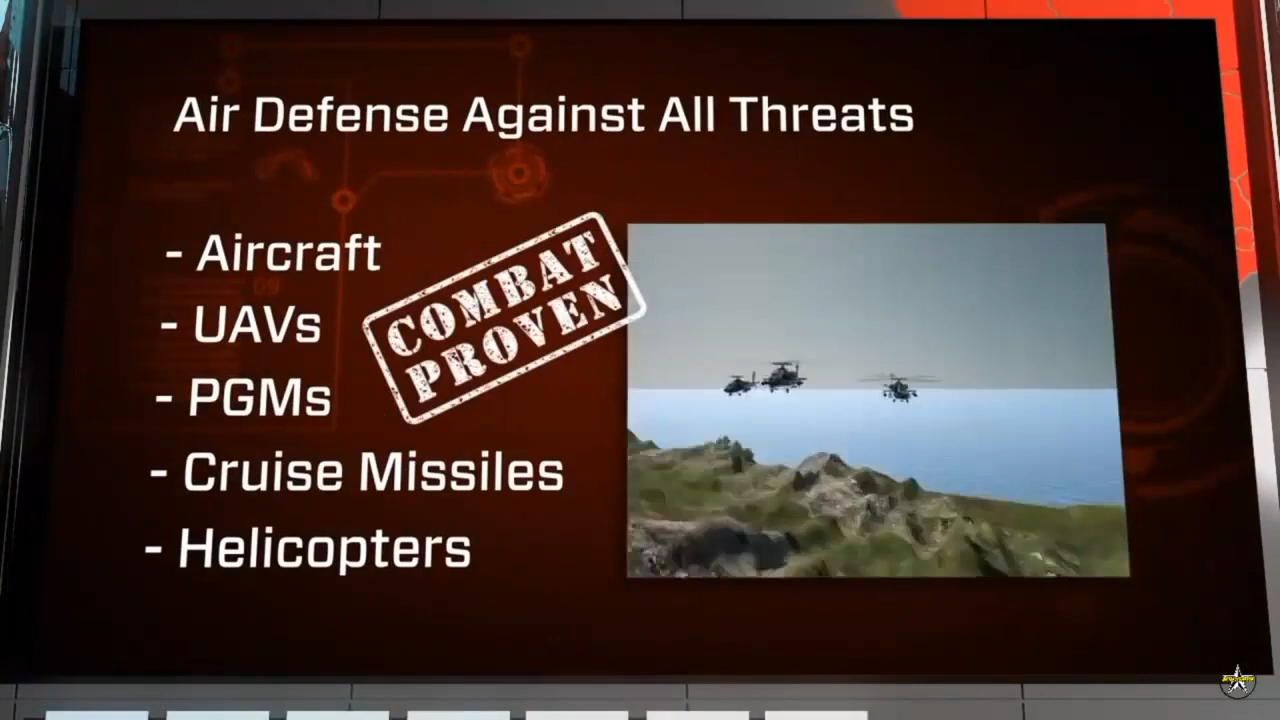 Air Defense Against All Threats
- Aircraft
- UAVs
- PGMs
- Cruise Missiles
- Helicopters
COMBAT
PROVEN